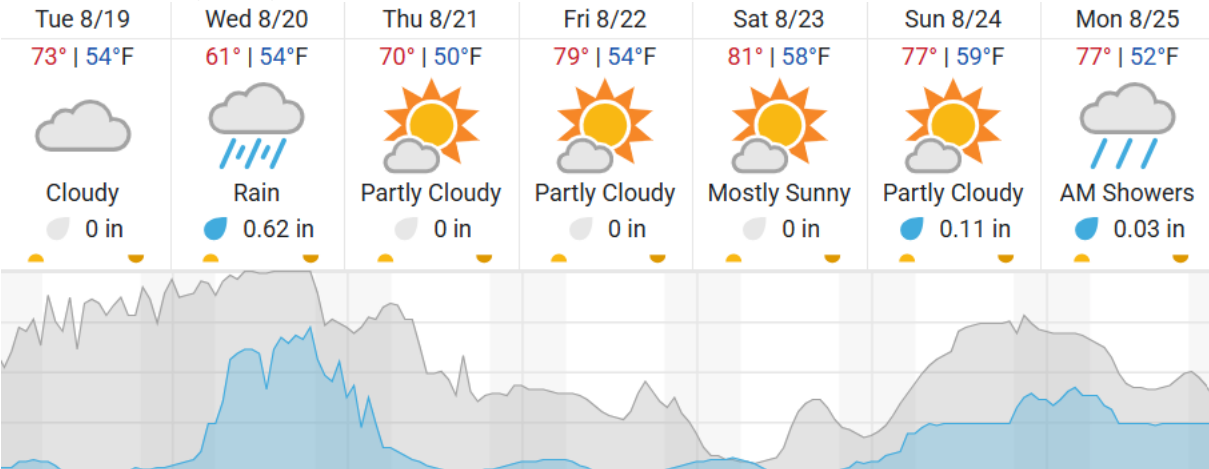 Tue 8/19 Wed 8/20 Thu 8/21 Fri 8/22 Sat 8/23 Sun 8/24 Mon 8/25
73° | 54°F 61° | 54°F 70° | 50°F 79° | 54°F 81° | 58°F 77° | 59°F 77° | 52°F
Cloudy Rain Partly Cloudy Partly Cloudy Mostly Sunny Partly Cloudy AM Showers
0 in 0.62 in 0 in 0 in 0 in 0.11 in 0.03 in